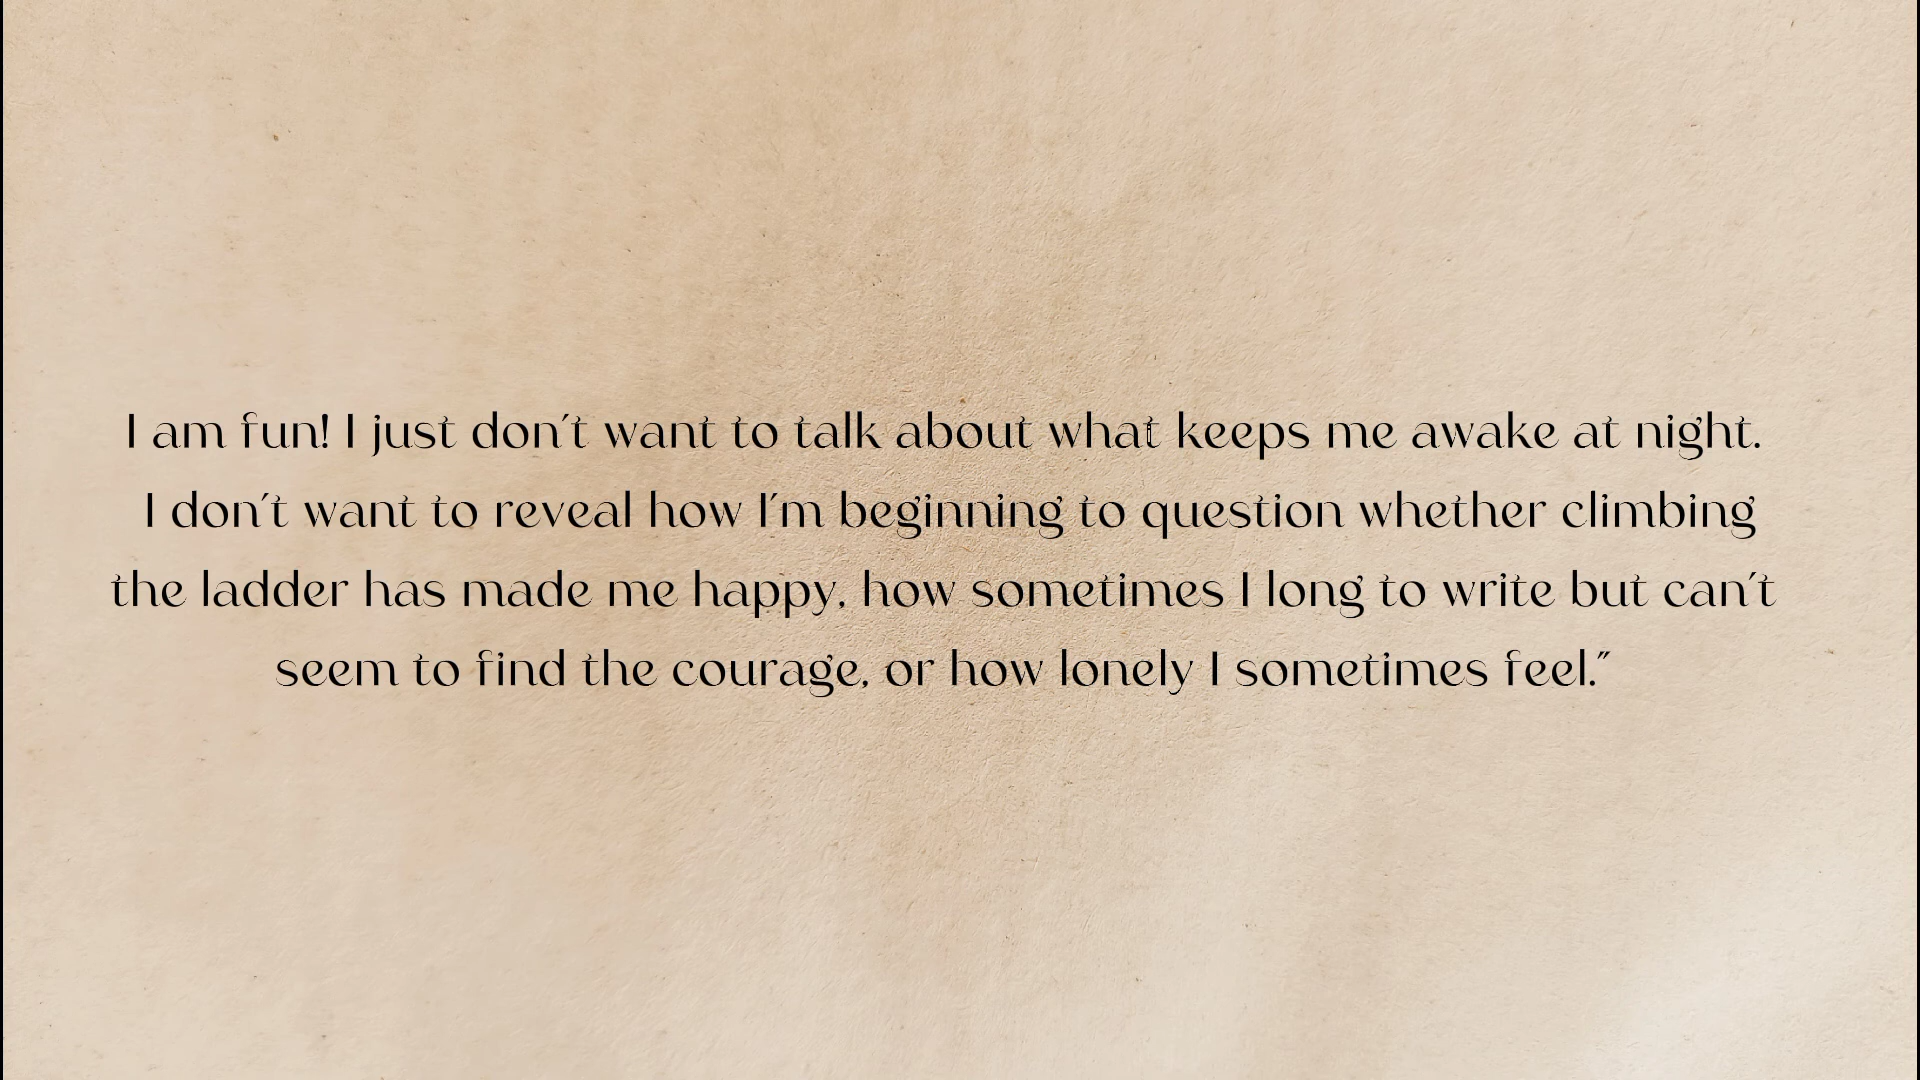 I am fun! I just don't want to talk about what keeps me awake at night.
I don't want to reveal how I'm beginning to question whether climbing
the ladder has made me happy, how sometimes I long to write but can't
seem to find the courage, or how lonely I sometimes feel."